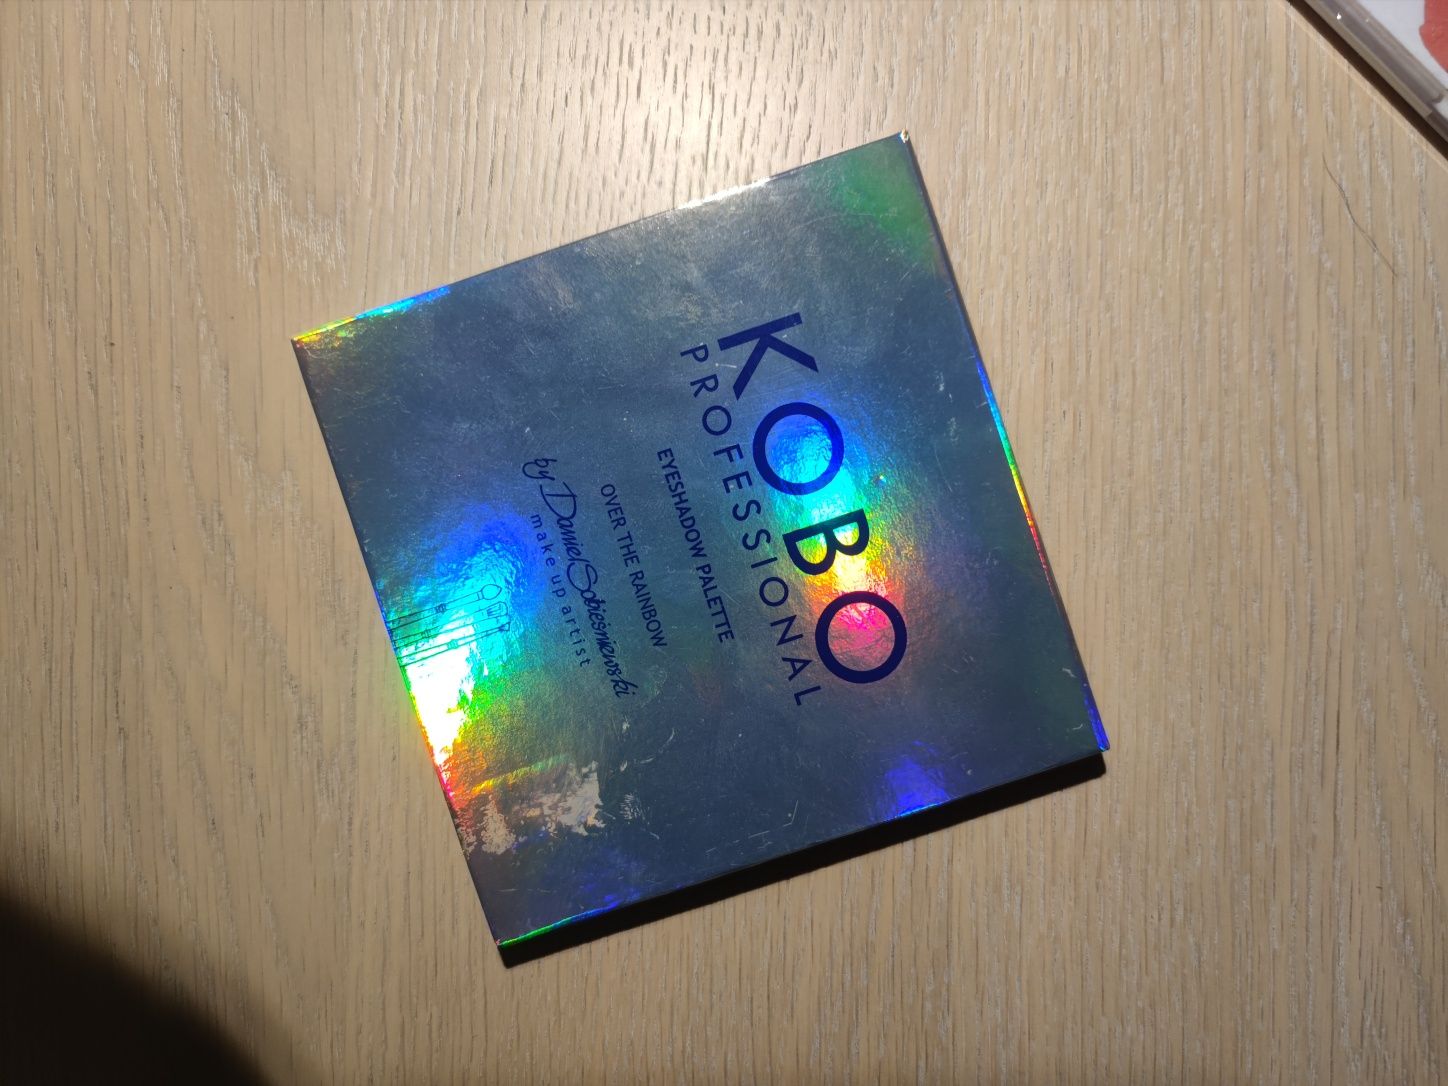 KOBO
PROFESSIONAL
EYESHADOW PALETTE
OVER THE RAINBOW
by Daniel Sobieśniewski
make up artist